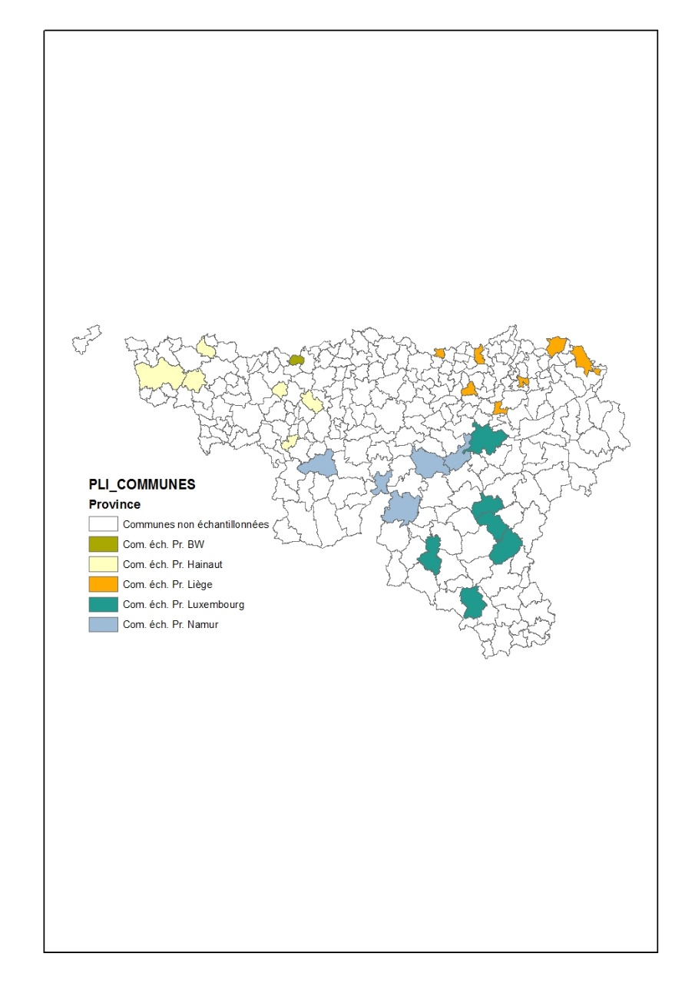 PLI_COMMUNES
Province
Communes non échantillonnées
Com. éch. Pr. BW
Com. éch. Pr. Hainaut
Com. éch. Pr. Liège
Com. éch. Pr. Luxembourg
Com. éch. Pr. Namur